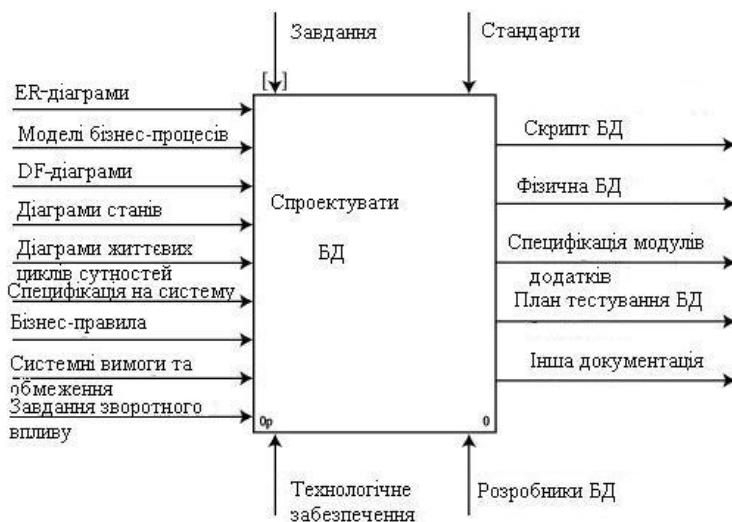 Завдання
Стандарти
[.]
ER-діаграми
Моделі бізнес-процесів
DF-діаграми
Діаграми станів
Діаграми життєвих
циклів сутностей
Специфікація на систему
Бізнес-правила
Системні вимоги та
обмеження
Завдання зворотного
впливу
Спроектувати
БД
0р
0
Скрипт БД
Фізична БД
Специфікація модулів
додатків
План тестування БД
Інша документація
Технологічне
забезпечення
Розробники БД